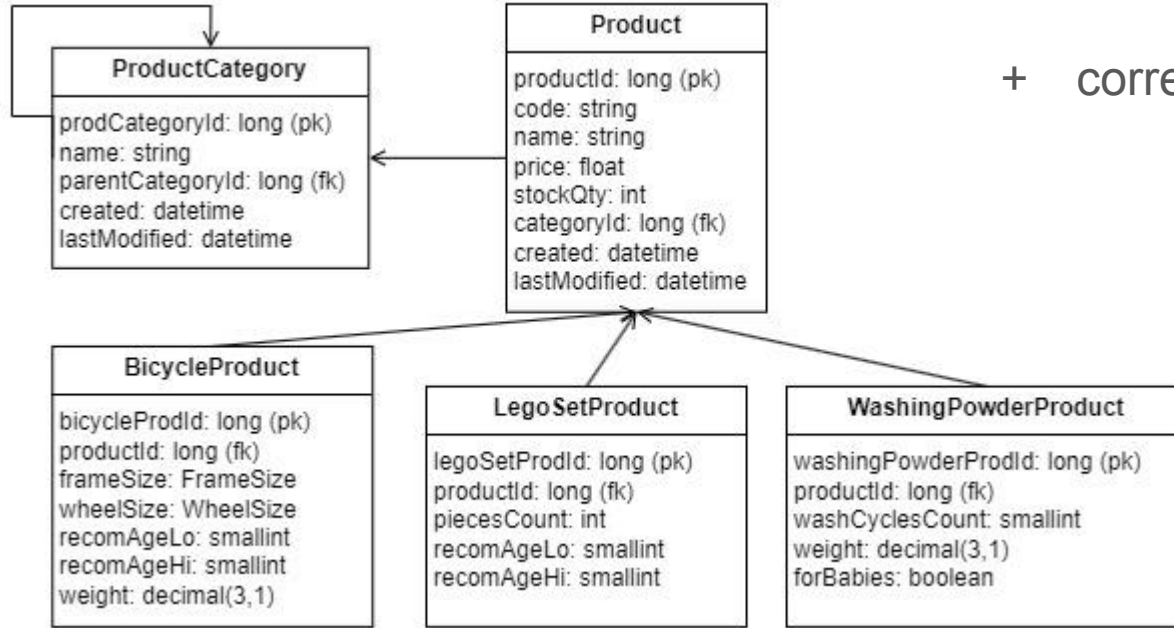 ProductCategory
prodCategoryId: long (pk)
name: string
parentCategoryId: long (fk)
created: datetime
lastModified: datetime
Product
productId: long (pk)
code: string
name: string
price: float
stockQty: int
categoryId: long (fk)
created: datetime
lastModified: datetime
+ corre
BicycleProduct
bicycleProdId: long (pk)
productId: long (fk)
frameSize: FrameSize
wheelSize: WheelSize
recomAgeLo: smallint
recomAgeHi: smallint
weight: decimal(3,1)
LegoSetProduct
legoSetProdId: long (pk)
productId: long (fk)
piecesCount: int
recomAgeLo: smallint
recomAgeHi: smallint
WashingPowderProduct
washingPowderProdId: long (pk)
productId: long (fk)
washCyclesCount: smallint
weight: decimal(3,1)
forBabies: boolean